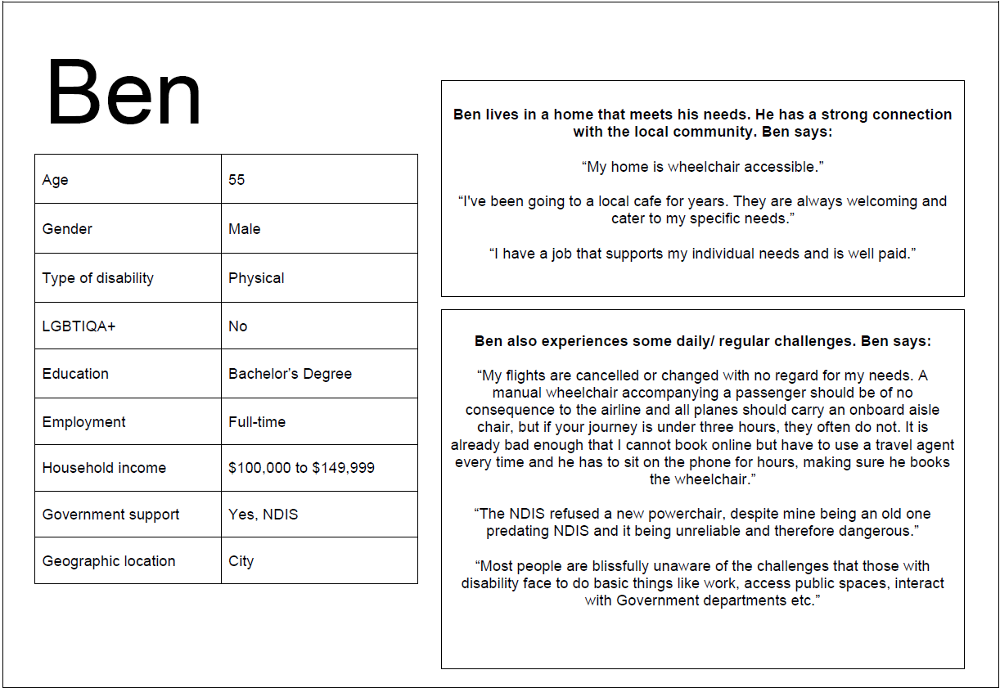 Ben
Age 55
Gender Male
Type of disability Physical
LGBTIQA+ No
Education Bachelor’s Degree
Employment Full-time
Household income $100,000 to $149,999
Government support Yes, NDIS
Geographic location City
Ben lives in a home that meets his needs. He has a strong connection
with the local community. Ben says:
“My home is wheelchair accessible.”
“I've been going to a local cafe for years. They are always welcoming and
cater to my specific needs.”
“I have a job that supports my individual needs and is well paid.”
Ben also experiences some daily/ regular challenges. Ben says:
“My flights are cancelled or changed with no regard for my needs. A
manual wheelchair accompanying a passenger should be of no
consequence to the airline and all planes should carry an onboard aisle
chair, but if your journey is under three hours, they often do not. It is
already bad enough that I cannot book online but have to use a travel agent
every time and he has to sit on the phone for hours, making sure he books
the wheelchair.”
“The NDIS refused a new powerchair, despite mine being an old one
predating NDIS and it being unreliable and therefore dangerous.”
“Most people are blissfully unaware of the challenges that those with
disability face to do basic things like work, access public spaces, interact
with Government departments etc.”